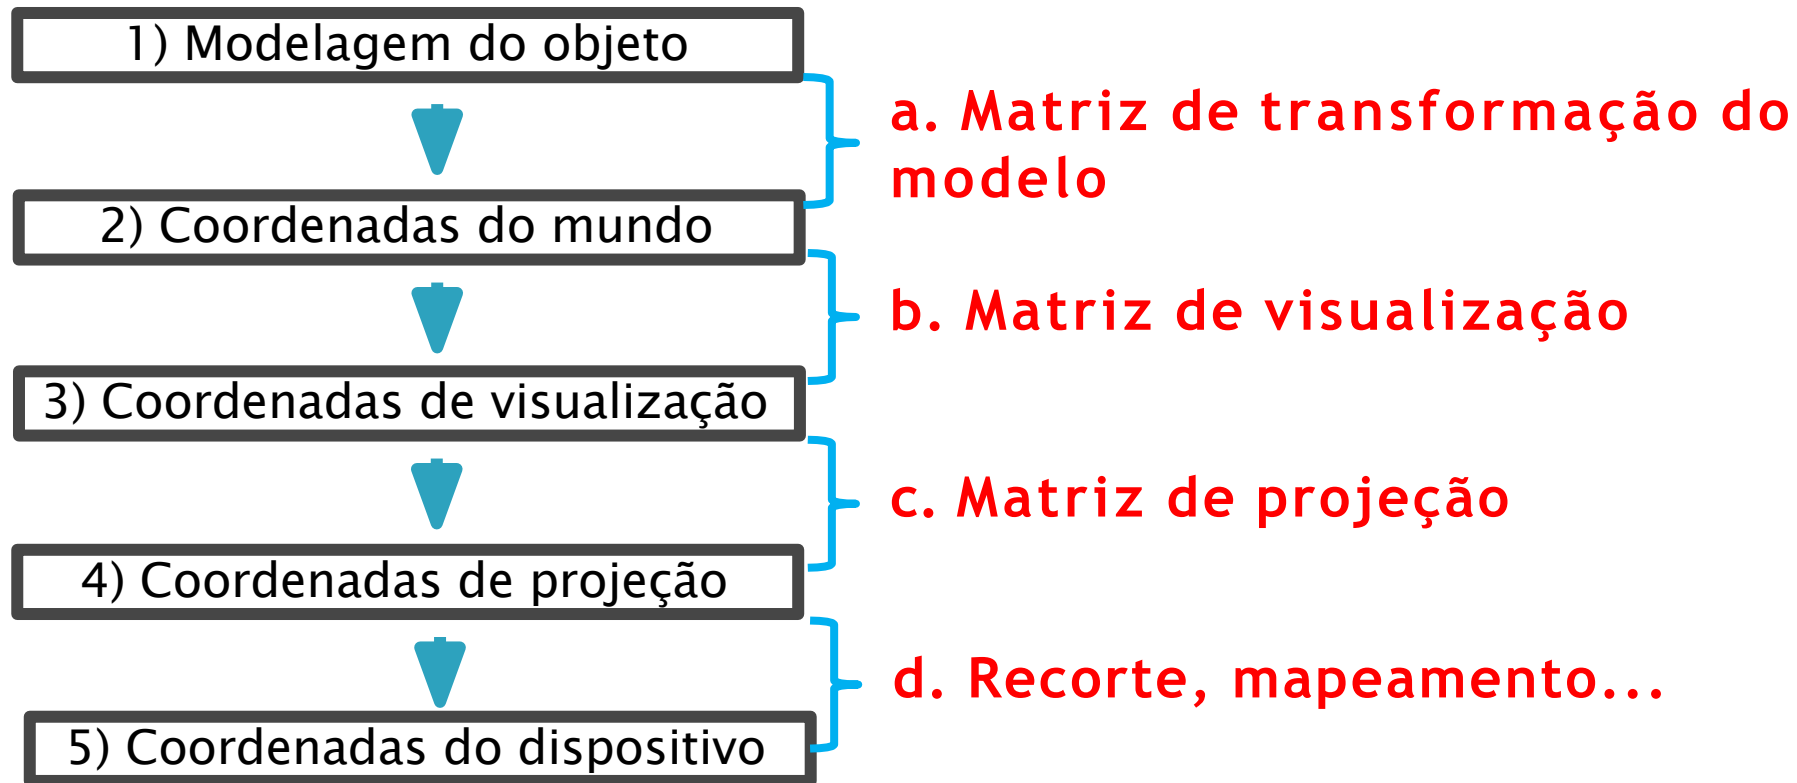 1) Modelagem do objeto
a. Matriz de transformação do
modelo
2) Coordenadas do mundo
b. Matriz de visualização
3) Coordenadas de visualização
c. Matriz de projeção
4) Coordenadas de projeção
d. Recorte, mapeamento...
5) Coordenadas do dispositivo